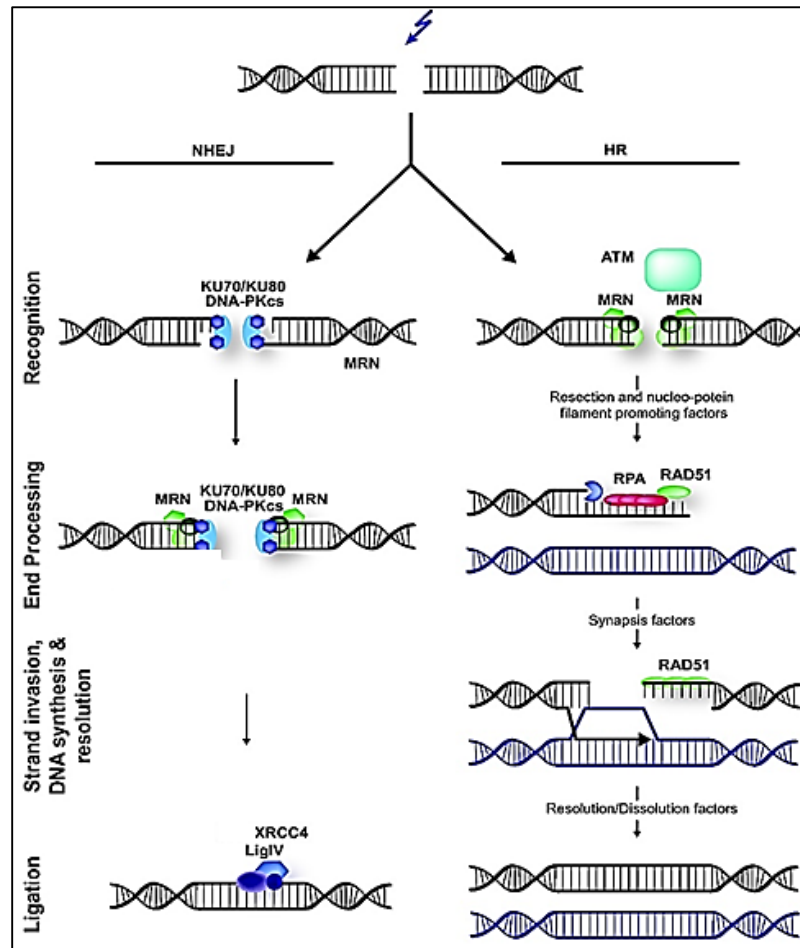 NHEJ
HR
Recognition
KU70/KU80
DNA-PKcs
MRN
ATM
MRN
MRN
Resection and nucleo-potein
filament promoting factors
End Processing
MRN
KU70/KU80
DNA-PKcs
MRN
RPA
RAD51
Synapsis factors
Strand invasion,
DNA synthesis &
resolution
RAD51
Resolution/Dissolution factors
Ligation
XRCC4
LigIV